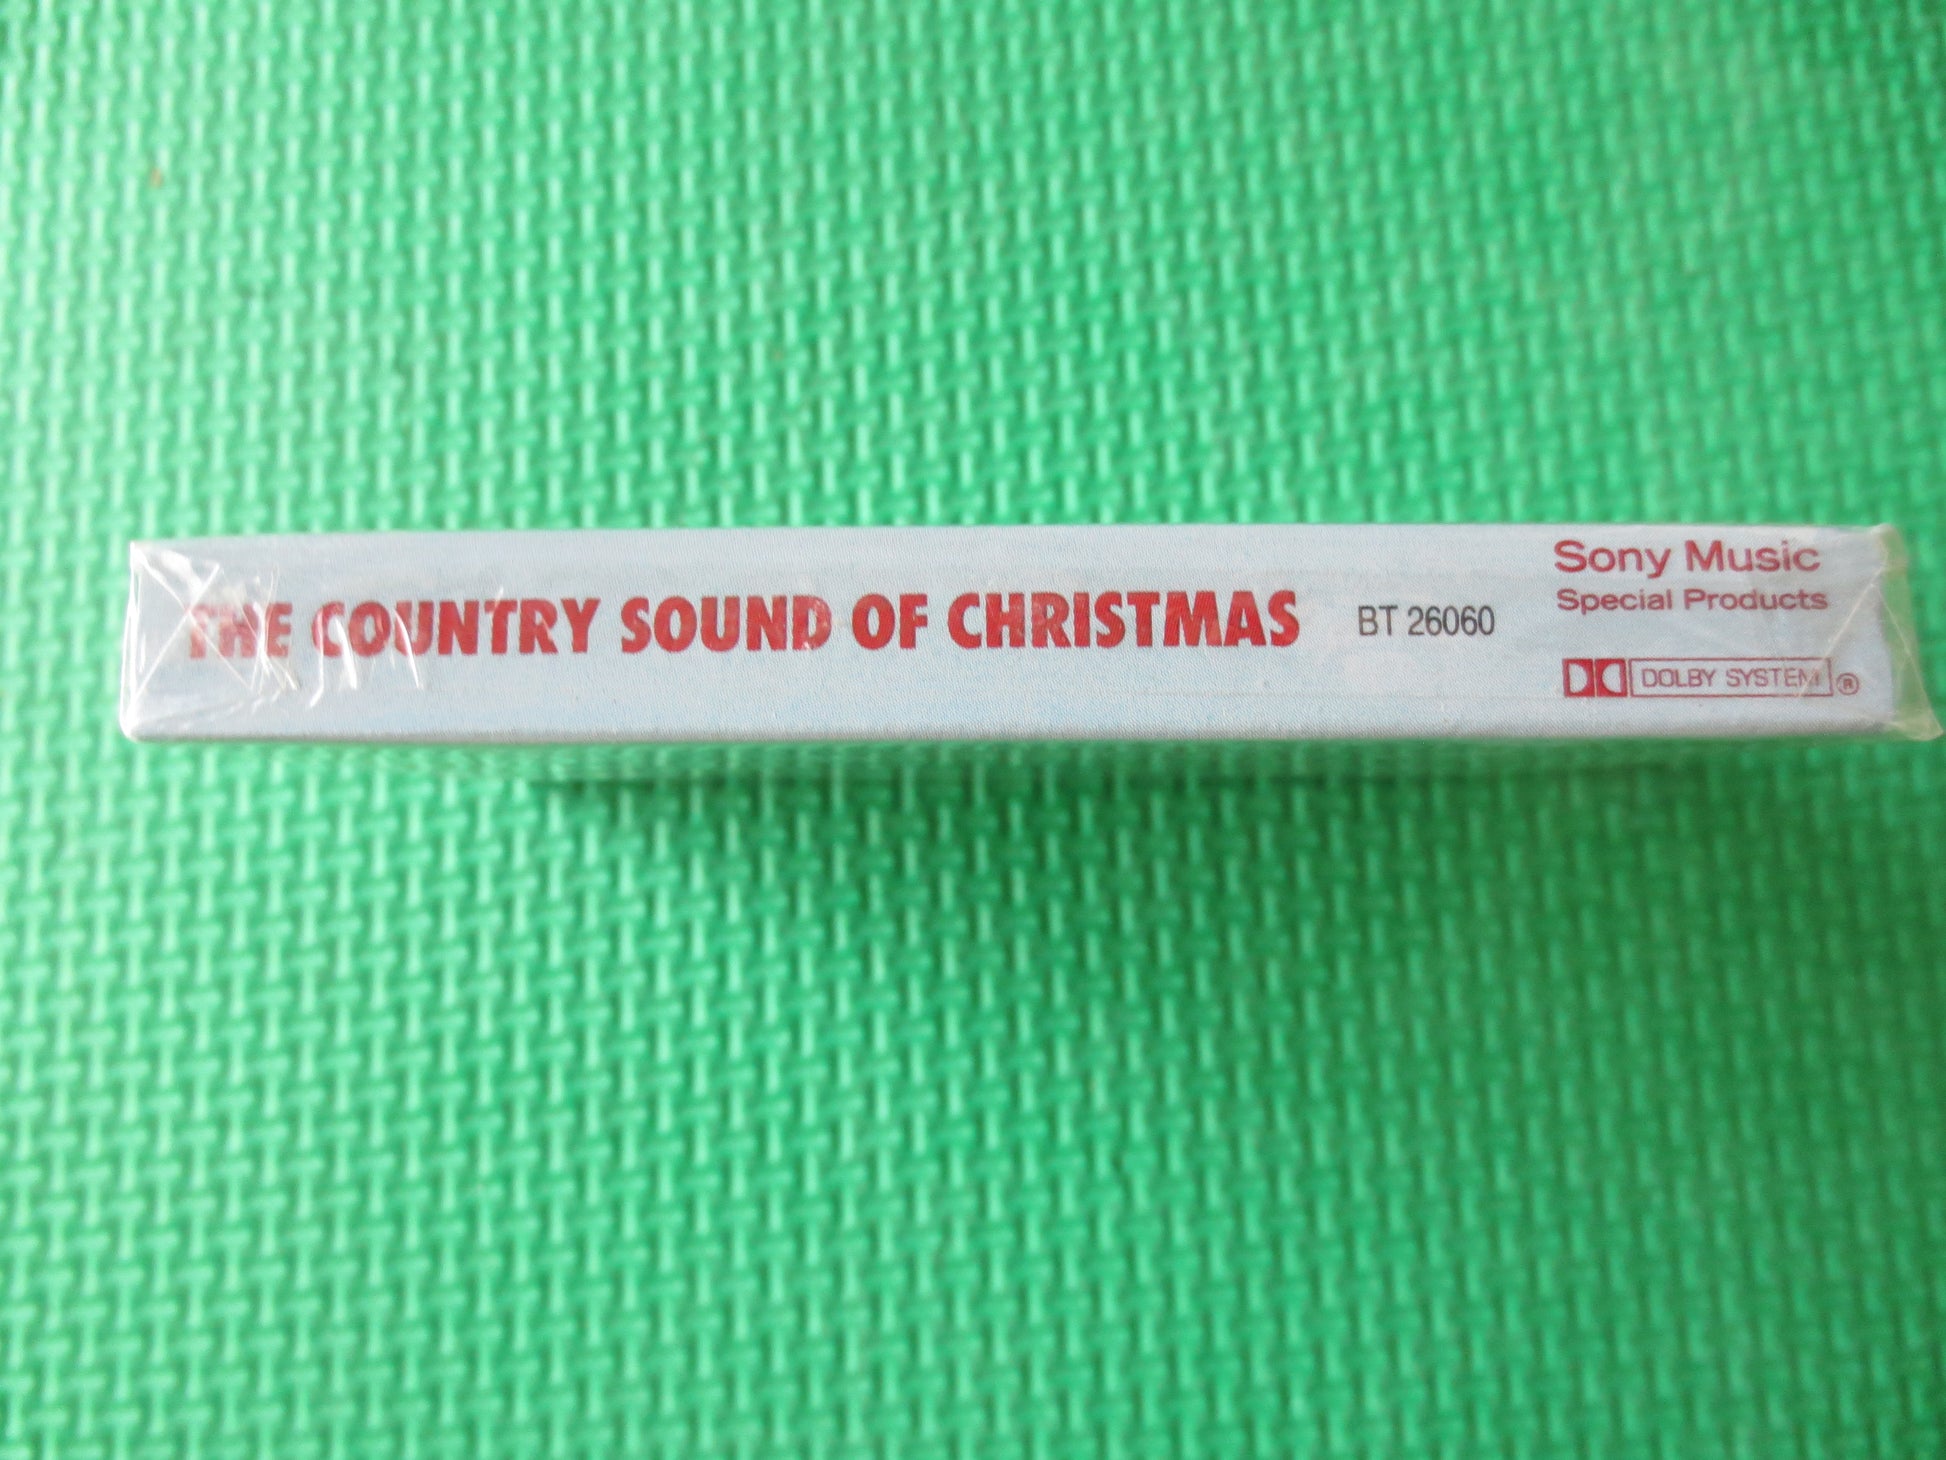 THE COUNTRY SOUND OF CHRISTMAS
BT 26060
Sony Music
Special Products
DOLBY SYSTEM ®